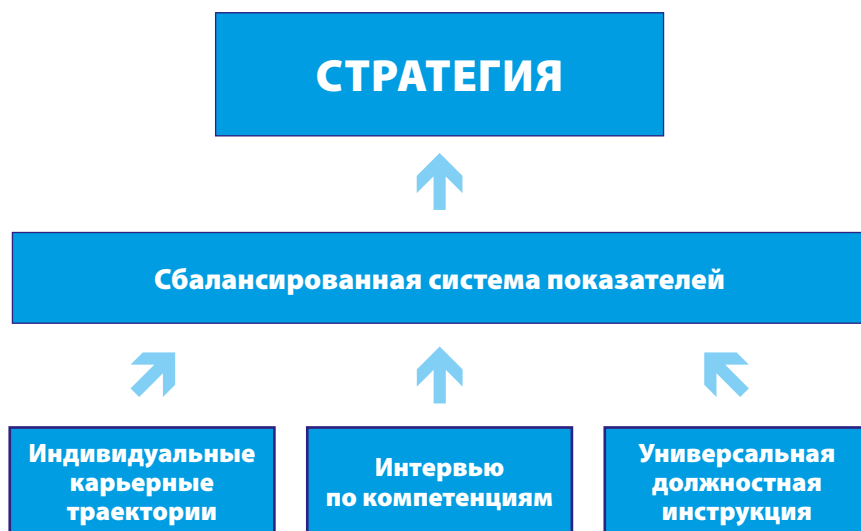 СТРАТЕГИЯ
Сбалансированная система показателей
Индивидуальные
карьерные
траектории
Интервью
по компетенциям
Универсальная
должностная
инструкция